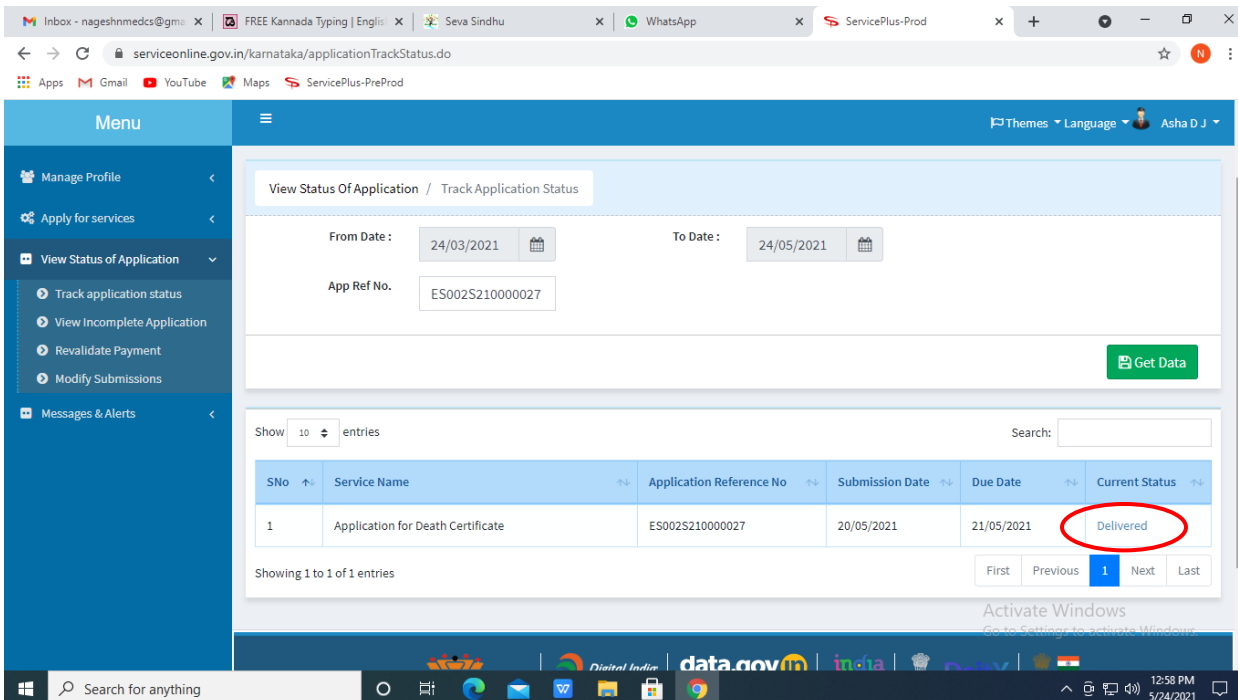 Inbox - nageshnmedcs@gma
FREE Kannada Typing | Englis
Seva Sindhu
WhatsApp
ServicePlus-Prod
serviceonline.gov.in/karnataka/applicationTrackStatus.do
N
Apps Gmail YouTube Maps ServicePlus-PreProd
Menu
Themes Language Asha D J
Manage Profile
Apply for services
View Status of Application
Track application status
View Incomplete Application
Revalidate Payment
Modify Submissions
Messages & Alerts
View Status Of Application / Track Application Status
From Date : 24/03/2021 To Date : 24/05/2021
App Ref No. ES002S210000027
Get Data
Show 10 entries Search:
SNo Service Name Application Reference No Submission Date Due Date Current Status
1 Application for Death Certificate ES002S210000027 20/05/2021 21/05/2021 Delivered
Showing 1 to 1 of 1 entries First Previous 1 Next Last
Activate Windows
Go to Settings to activate Windows.
Digital India data.gov india
Search for anything
12:58 PM
5/24/2021